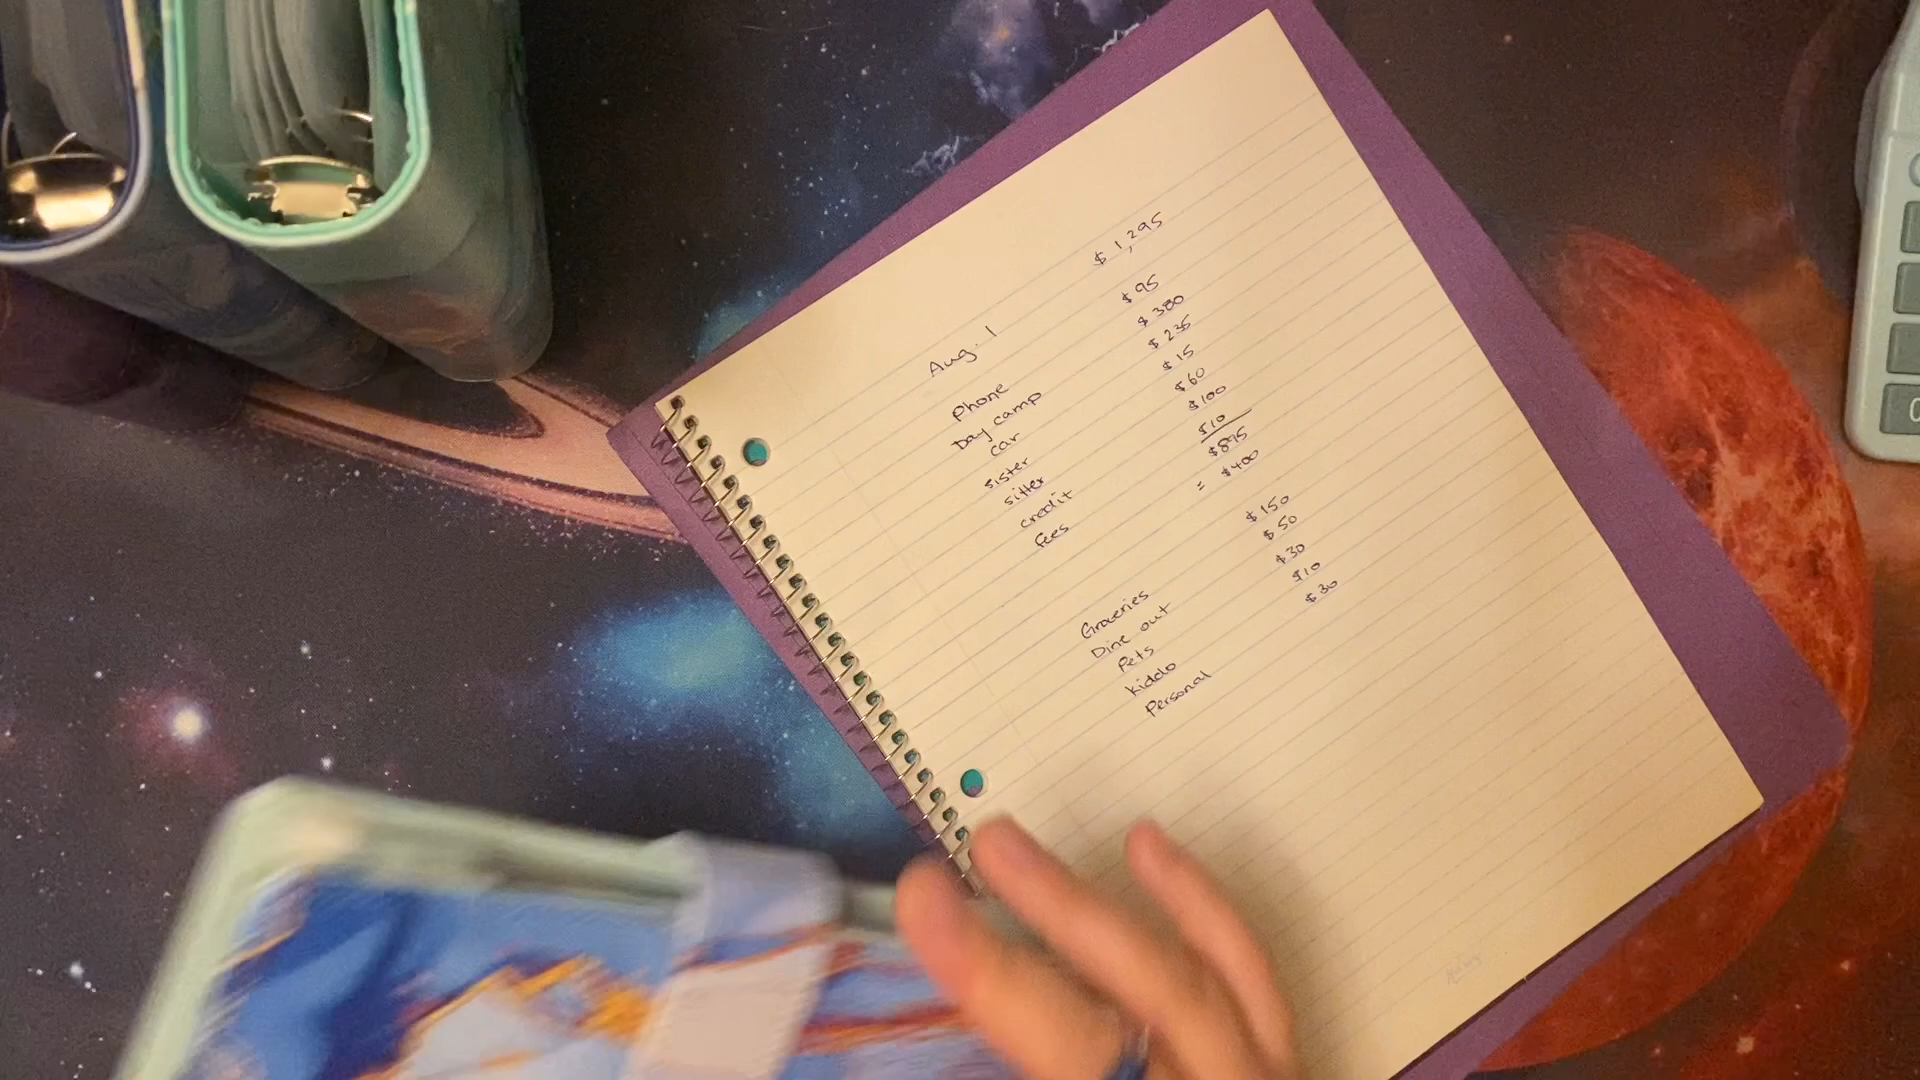 Aug. 1 $1,295
Phone $95
Day camp $380
car $235
sister $15
sitter $60
credit $100
fees $10
$895
= $400
Groceries $150
Dine out $50
Pets $30
kiddo $10
Personal $30